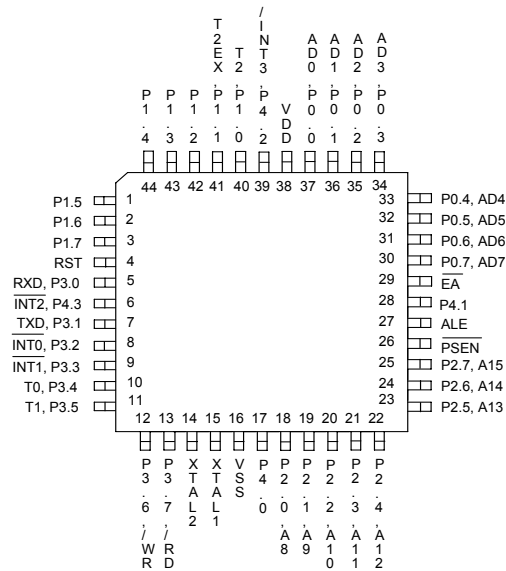 P1.4
P1.3
P1.2
T2EX,P1.1
T2,P1.0
/INT3,P4.2
VDD
AD0,P0.0
AD1,P0.1
AD2,P0.2
AD3,P0.3
44 43 42 41 40 39 38 37 36 35 34
P1.5 1
P1.6 2
P1.7 3
RST 4
RXD, P3.0 5
INT2, P4.3 6
TXD, P3.1 7
INT0, P3.2 8
INT1, P3.3 9
T0, P3.4 10
T1, P3.5 11
33 P0.4, AD4
32 P0.5, AD5
31 P0.6, AD6
30 P0.7, AD7
29 EA
28 P4.1
27 ALE
26 PSEN
25 P2.7, A15
24 P2.6, A14
23 P2.5, A13
12 13 14 15 16 17 18 19 20 21 22
P3.6,/WR
P3.7,/RD
XTAL2
XTAL1
VSS
P4.0
P2.0,A8
P2.1,A9
P2.2,A10
P2.3,A11
P2.4,A12